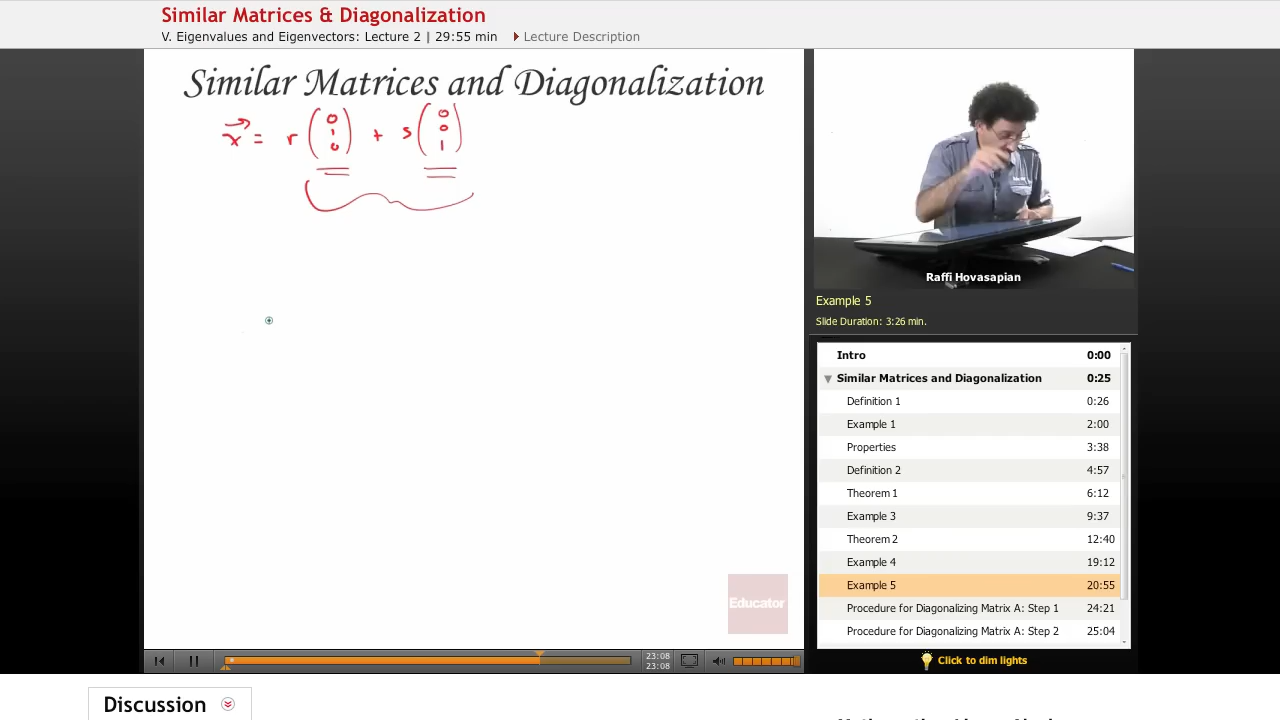 Similar Matrices & Diagonalization
V. Eigenvalues and Eigenvectors: Lecture 2 | 29:55 min Lecture Description
Similar Matrices and Diagonalization
x = r (0 1 0) + s (0 0 1)
Raffi Hovasapian
Example 5
Slide Duration: 3:26 min.
Intro 0:00
Similar Matrices and Diagonalization 0:25
Definition 1 0:26
Example 1 2:00
Properties 3:38
Definition 2 4:57
Theorem 1 6:12
Example 3 9:37
Theorem 2 12:40
Example 4 19:12
Example 5 20:55
Procedure for Diagonalizing Matrix A: Step 1 24:21
Procedure for Diagonalizing Matrix A: Step 2 25:04
Educator
23:08
23:08
Click to dim lights
Discussion